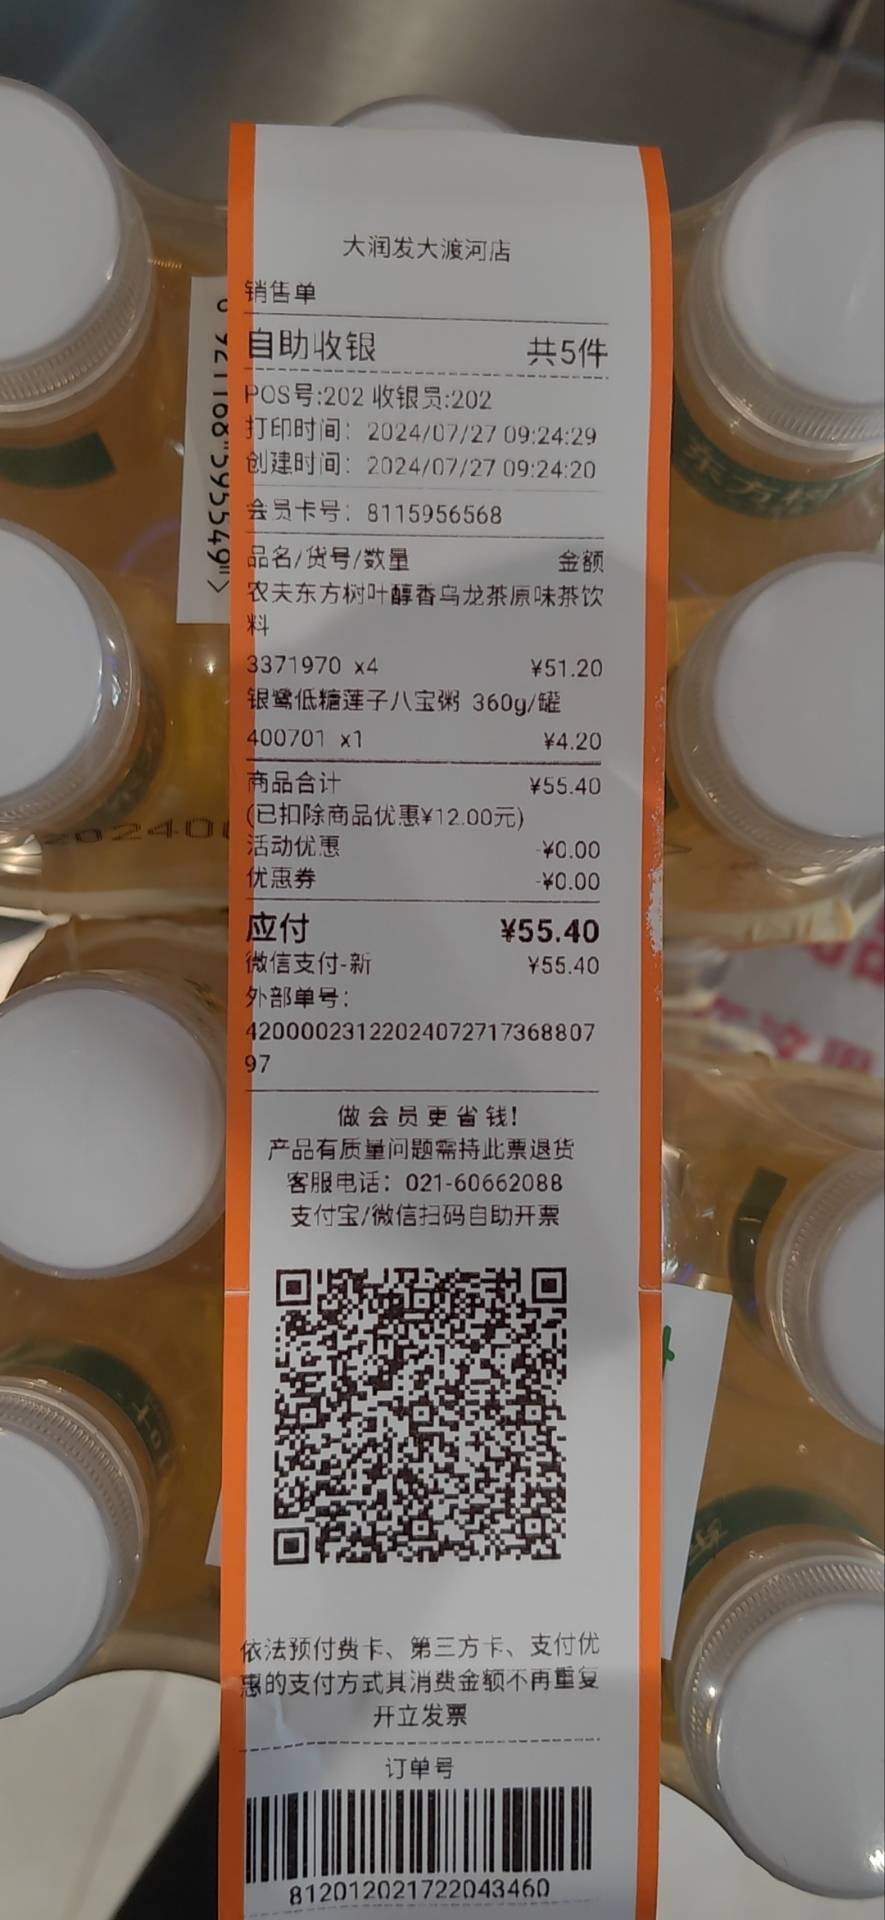 大润发大渡河店
销售单
自助收银 共5件
POS号:202 收银员:202
打印时间: 2024/07/27 09:24:29
创建时间: 2024/07/27 09:24:20
会员卡号: 8115956568
品名/货号/数量 金额
农夫东方树叶醇香乌龙茶原味茶饮
料
3371970 x4 ¥51.20
银鹭低糖莲子八宝粥 360g/罐
400701 x1 ¥4.20
商品合计 ¥55.40
(已扣除商品优惠¥12.00元)
活动优惠 -¥0.00
优惠券 -¥0.00
应付 ¥55.40
微信支付-新 ¥55.40
外部单号:
42000023122024072717368807
97
做会员更省钱!
产品有质量问题需持此票退货
客服电话: 021-60662088
支付宝/微信扫码自助开票
依法预付费卡、第三方卡、支付优
惠的支付方式其消费金额不再重复
开立发票
订单号
812012021722043460
东方树